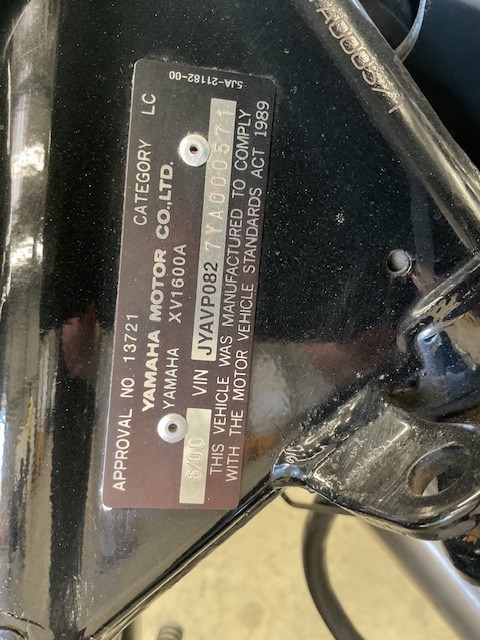 5JA-21182-00
APPROVAL NO. 13721 CATEGORY LC
YAMAHA MOTOR CO.,LTD.
YAMAHA XV1600A
6/00 VIN JYAVP082 7YA000571
THIS VEHICLE WAS MANUFACTURED TO COMPLY
WITH THE MOTOR VEHICLE STANDARDS ACT 1989